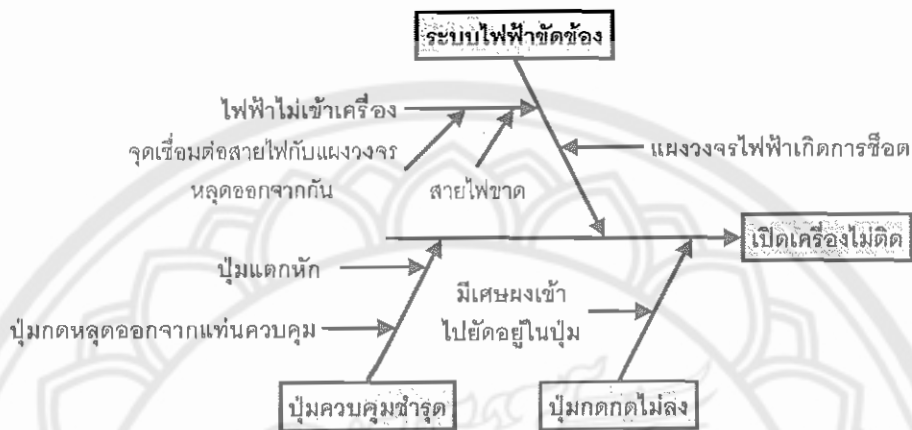 ระบบไฟฟ้าขัดข้อง
ไฟฟ้าไม่เข้าเครื่อง
จุดเชื่อมต่อสายไฟกับแผงวงจร
หลุดออกจากกัน
สายไฟขาด
แผงวงจรไฟฟ้าเกิดการช็อต
เปิดเครื่องไม่ติด
ปุ่มแตกหัก
ปุ่มกดหลุดออกจากแท่นควบคุม
มีเศษผงเข้า
ไปยัดอยู่ในปุ่ม
ปุ่มควบคุมชำรุด
ปุ่มกดกดไม่ลง